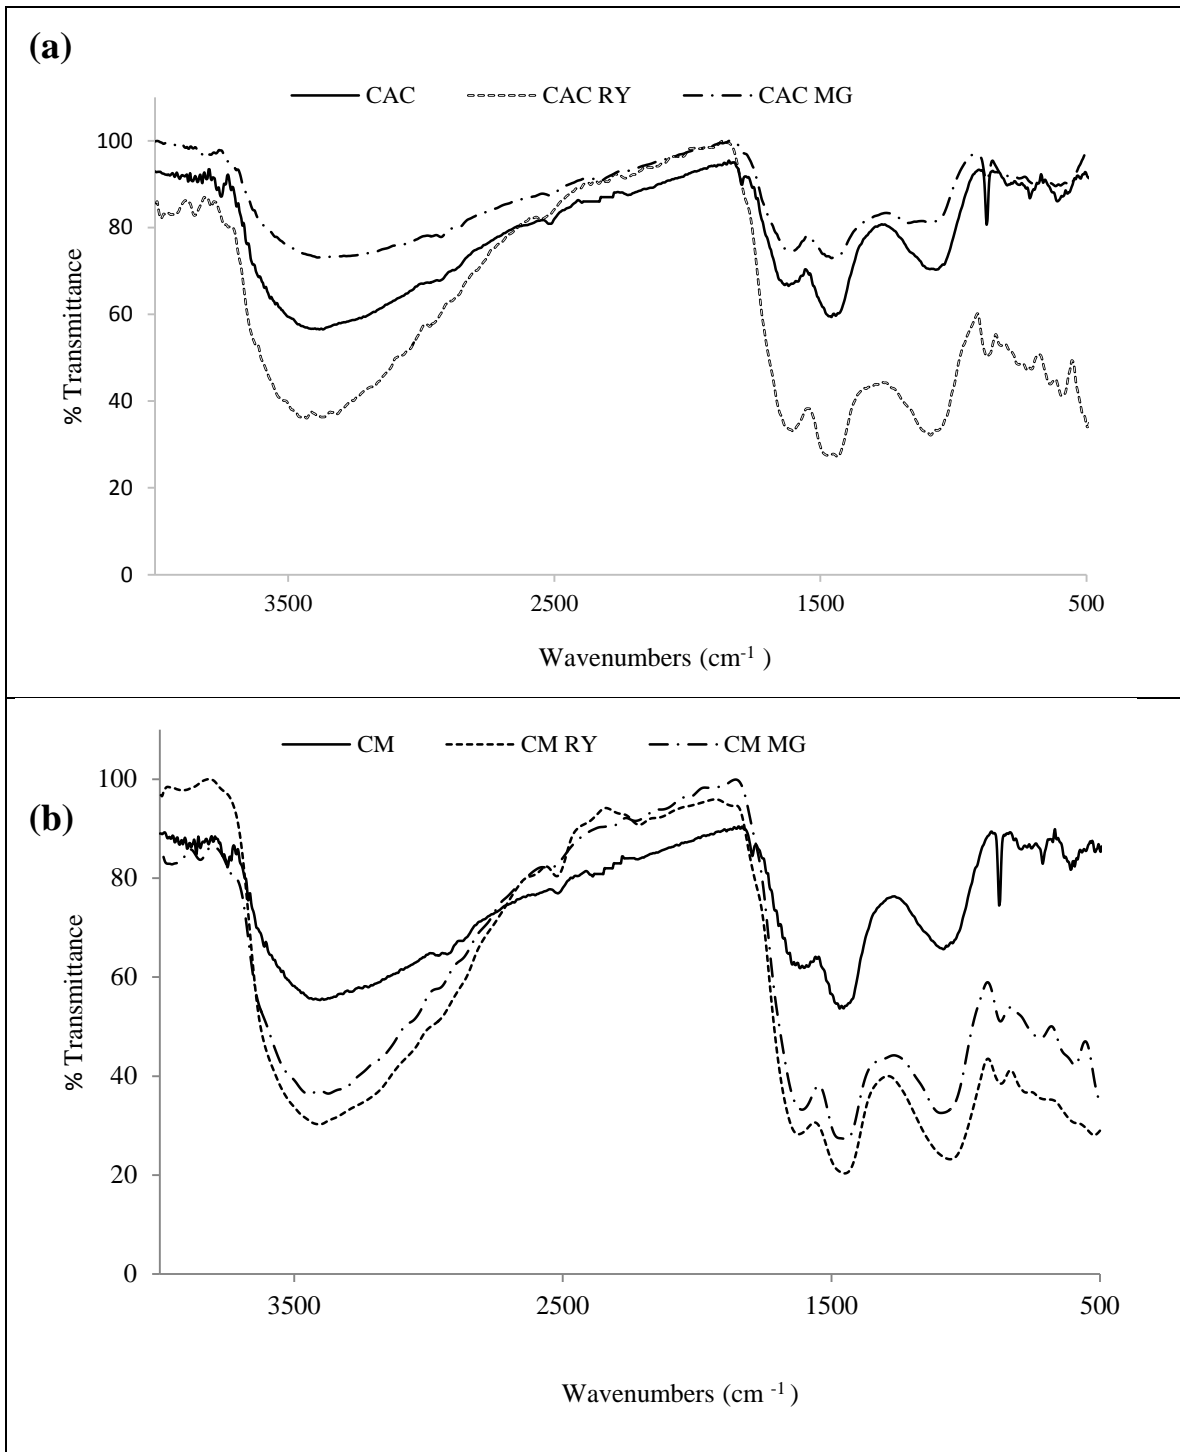 (a)
CAC CAC RY CAC MG
100
80
60
40
20
0
% Transmittance
3500 2500 1500 500
Wavenumbers (cm-1 )
CM CM RY CM MG
(b)
100
80
60
40
20
0
% Transmittance
3500 2500 1500 500
Wavenumbers (cm -1 )